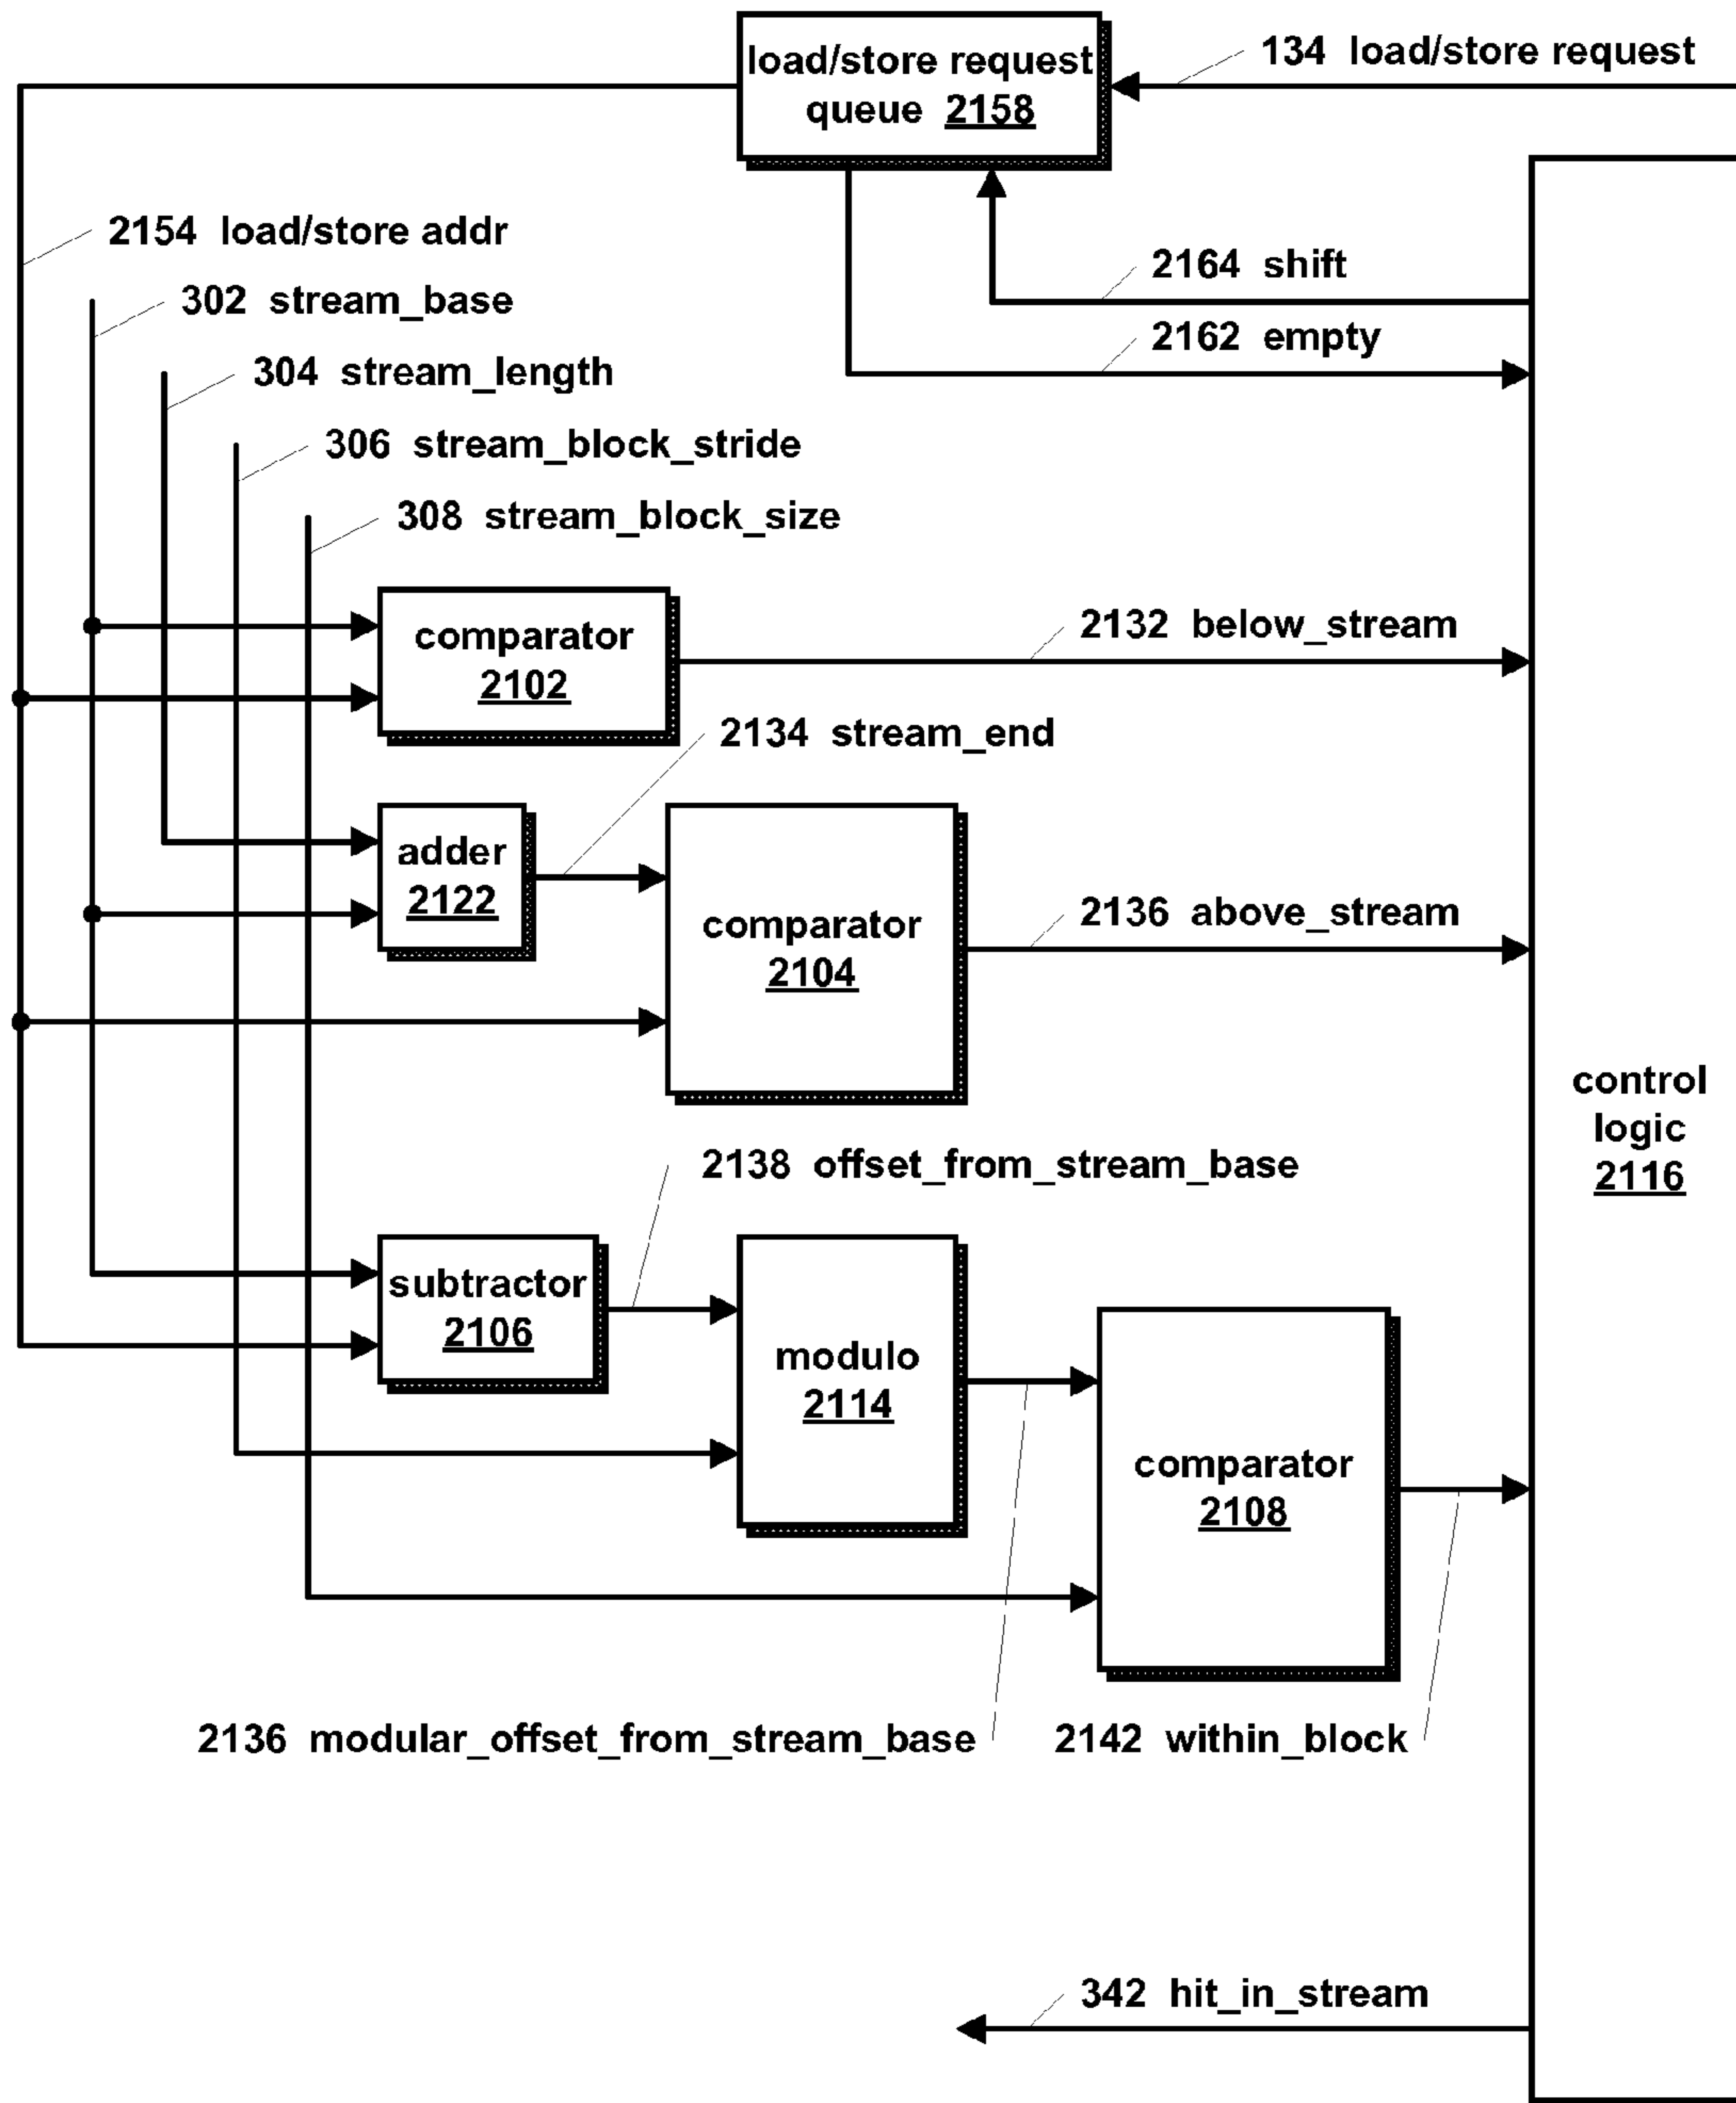 load/store request
queue 2158
134 load/store request
2154 load/store addr
2164 shift
302 stream_base
2162 empty
304 stream_length
306 stream_block_stride
308 stream_block_size
comparator
2102
2132 below_stream
2134 stream_end
adder
2122
comparator
2104
2136 above_stream
control
logic
2116
2138 offset_from_stream_base
subtractor
2106
modulo
2114
comparator
2108
2136 modular_offset_from_stream_base
2142 within_block
342 hit_in_stream